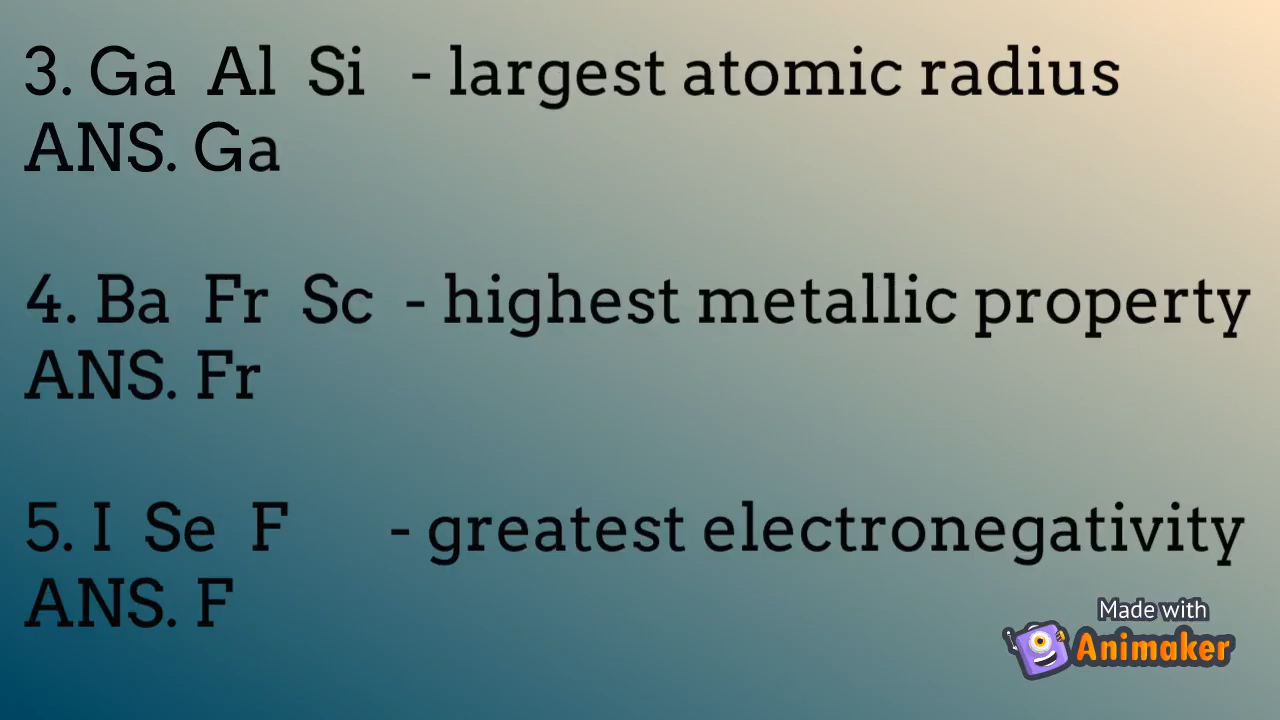 3. Ga Al Si - largest atomic radius
ANS. Ga
4. Ba Fr Sc - highest metallic property
ANS. Fr
5. I Se F - greatest electronegativity
ANS. F
Made with
Animaker